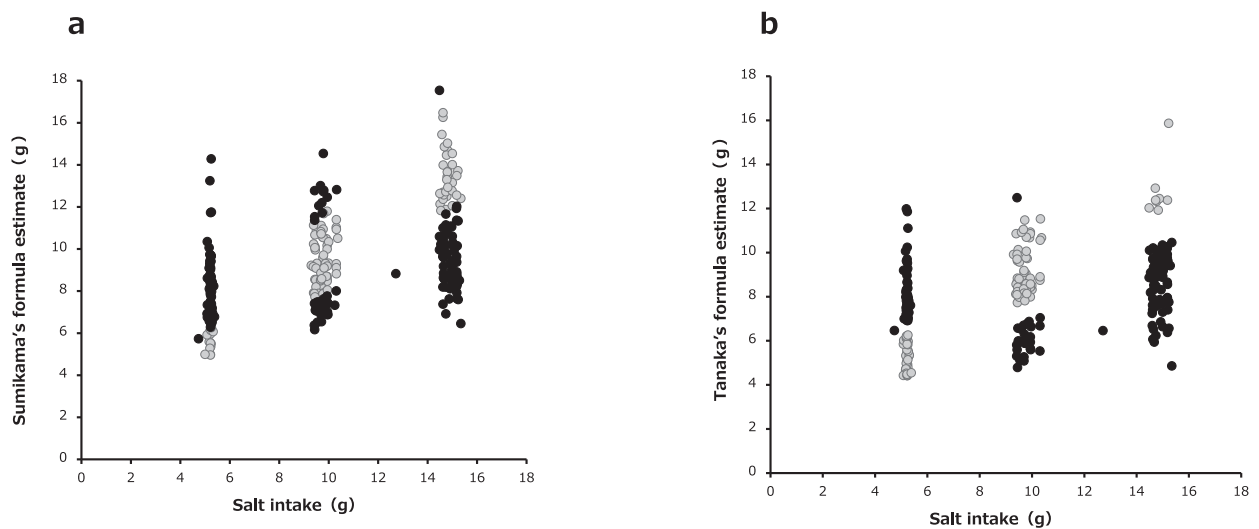 a
Sumikama's formula estimate (g)
18
16
14
12
10
8
6
4
2
0
0 2 4 6 8 10 12 14 16 18
Salt intake (g)
b
Tanaka's formula estimate (g)
18
16
14
12
10
8
6
4
2
0
0 2 4 6 8 10 12 14 16 18
Salt intake (g)